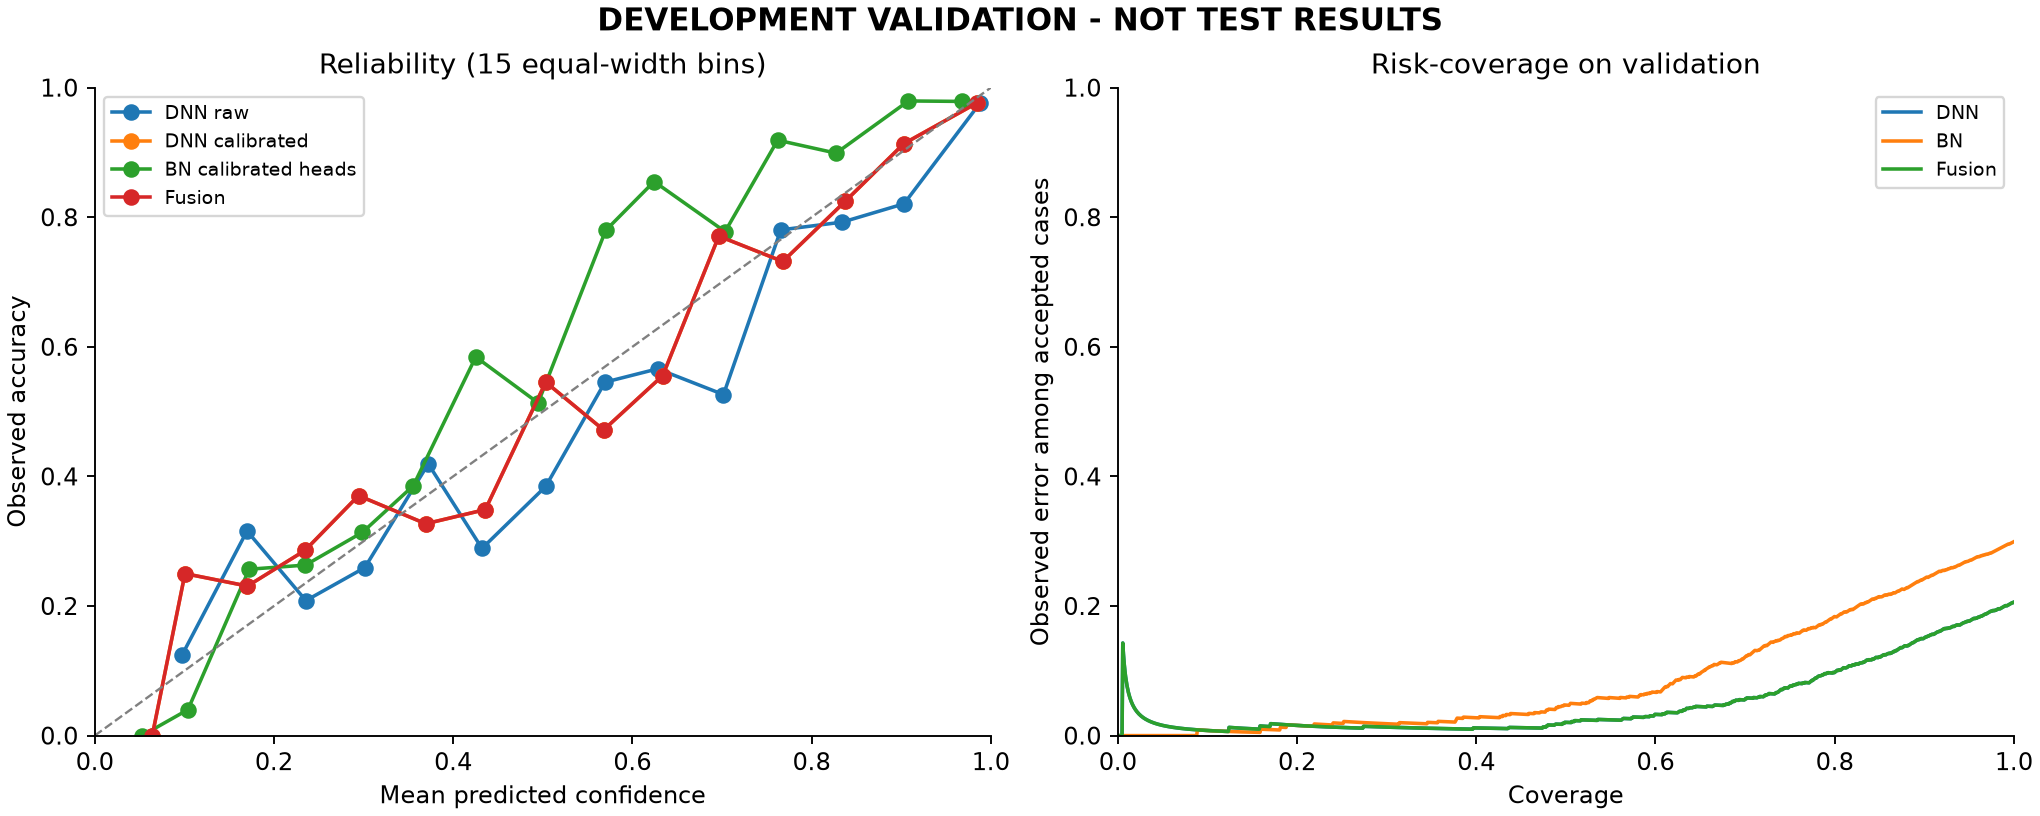 DEVELOPMENT VALIDATION - NOT TEST RESULTS
Reliability (15 equal-width bins)
Observed accuracy
1.0
0.8
0.6
0.4
0.2
0.0
DNN raw
DNN calibrated
BN calibrated heads
Fusion
0.0 0.2 0.4 0.6 0.8 1.0
Mean predicted confidence
Risk-coverage on validation
Observed error among accepted cases
1.0
0.8
0.6
0.4
0.2
0.0
DNN
BN
Fusion
0.0 0.2 0.4 0.6 0.8 1.0
Coverage